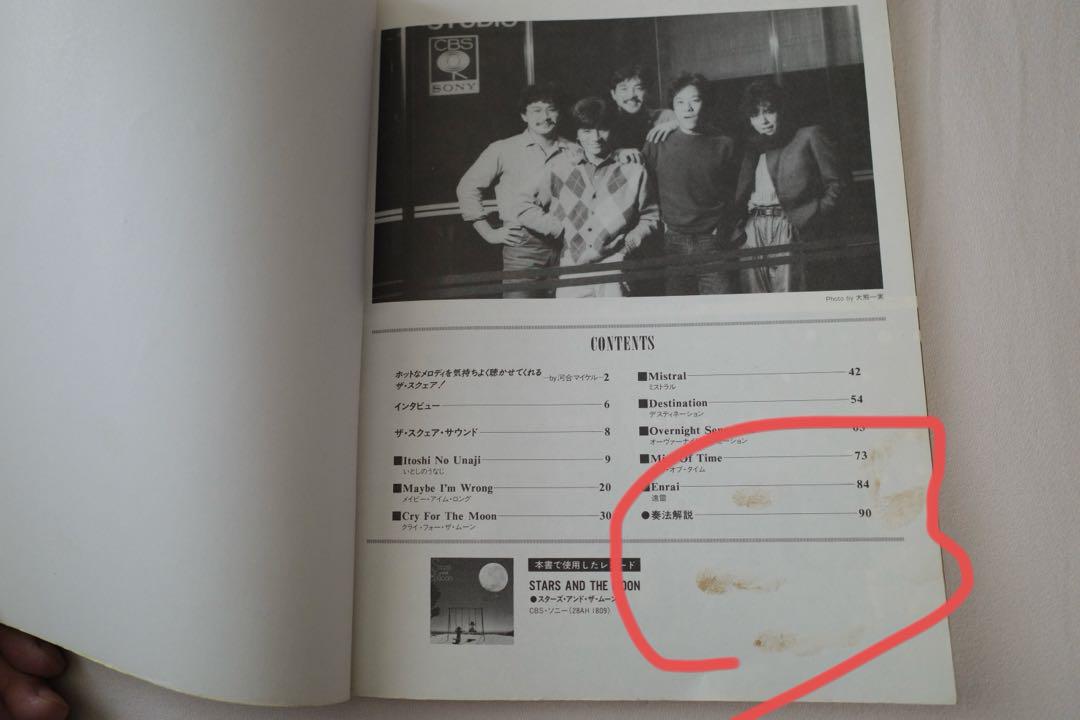 STUDIO
CBS
SONY
Photo by 大熊一実
CONTENTS
ホットなメロディを気持ちよく聴かせてくれる
ザ・スクェア! by 河合マイケル 2
インタビュー 6
ザ・スクェア・サウンド 8
■Itoshi No Unaji 9
いとしのうなじ
■Maybe I'm Wrong 20
メイビー・アイム・ロング
■Cry For The Moon 30
クライ・フォー・ザ・ムーン
■Mistral 42
ミストラル
■Destination 54
デスティネーション
■Overnight 63
オーヴァーナイト
Of Time 73
オブ・タイム
■Enrai 84
遠雷
●奏法解説 90
本書で使用したレコード
STARS AND THE MOON
●スターズ・アンド・ザ・ムーン
CBS・ソニー(28AH 1809)